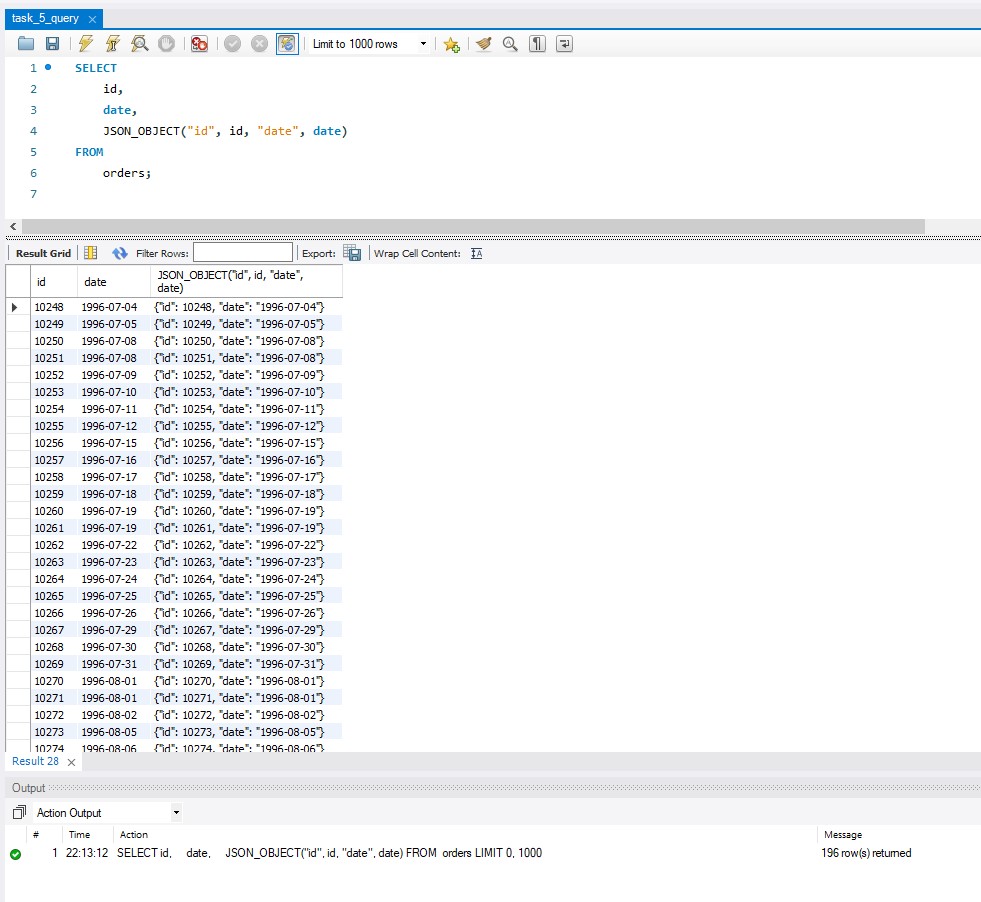 task_5_query
Limit to 1000 rows
1 SELECT
2 id,
3 date,
4 JSON_OBJECT("id", id, "date", date)
5 FROM
6 orders;
7
Result Grid Filter Rows: Export: Wrap Cell Content:
id date JSON_OBJECT("id", id, "date",
date)
10248 1996-07-04 {"id": 10248, "date": "1996-07-04"}
10249 1996-07-05 {"id": 10249, "date": "1996-07-05"}
10250 1996-07-08 {"id": 10250, "date": "1996-07-08"}
10251 1996-07-08 {"id": 10251, "date": "1996-07-08"}
10252 1996-07-09 {"id": 10252, "date": "1996-07-09"}
10253 1996-07-10 {"id": 10253, "date": "1996-07-10"}
10254 1996-07-11 {"id": 10254, "date": "1996-07-11"}
10255 1996-07-12 {"id": 10255, "date": "1996-07-12"}
10256 1996-07-15 {"id": 10256, "date": "1996-07-15"}
10257 1996-07-16 {"id": 10257, "date": "1996-07-16"}
10258 1996-07-17 {"id": 10258, "date": "1996-07-17"}
10259 1996-07-18 {"id": 10259, "date": "1996-07-18"}
10260 1996-07-19 {"id": 10260, "date": "1996-07-19"}
10261 1996-07-19 {"id": 10261, "date": "1996-07-19"}
10262 1996-07-22 {"id": 10262, "date": "1996-07-22"}
10263 1996-07-23 {"id": 10263, "date": "1996-07-23"}
10264 1996-07-24 {"id": 10264, "date": "1996-07-24"}
10265 1996-07-25 {"id": 10265, "date": "1996-07-25"}
10266 1996-07-26 {"id": 10266, "date": "1996-07-26"}
10267 1996-07-29 {"id": 10267, "date": "1996-07-29"}
10268 1996-07-30 {"id": 10268, "date": "1996-07-30"}
10269 1996-07-31 {"id": 10269, "date": "1996-07-31"}
10270 1996-08-01 {"id": 10270, "date": "1996-08-01"}
10271 1996-08-01 {"id": 10271, "date": "1996-08-01"}
10272 1996-08-02 {"id": 10272, "date": "1996-08-02"}
10273 1996-08-05 {"id": 10273, "date": "1996-08-05"}
10274 1996-08-06 {"id": 10274, "date": "1996-08-06"}
Result 28
Output
Action Output
# Time Action Message
1 22:13:12 SELECT id, date, JSON_OBJECT("id", id, "date", date) FROM orders LIMIT 0, 1000 196 row(s) returned